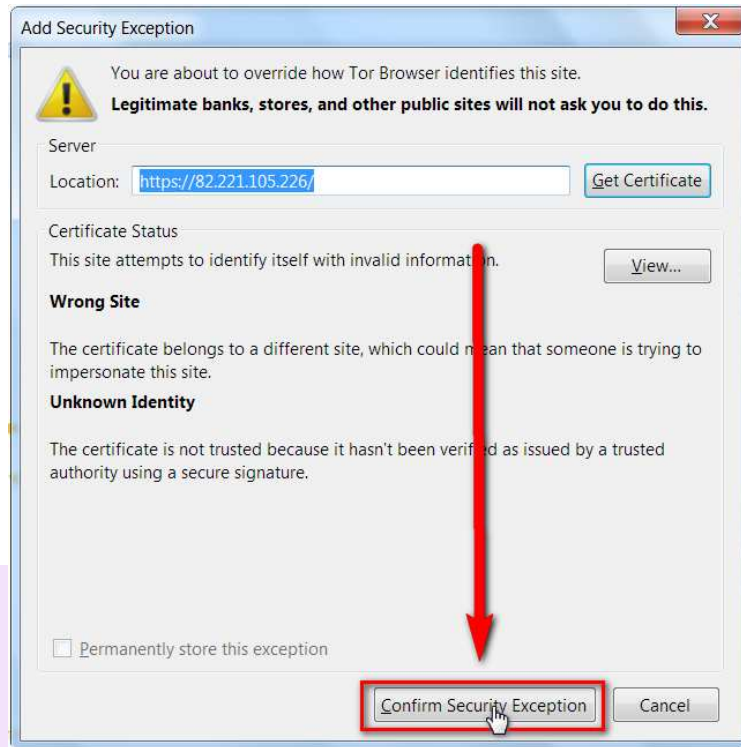 Add Security Exception
You are about to override how Tor Browser identifies this site.
Legitimate banks, stores, and other public sites will not ask you to do this.
Server
Location: https://82.221.105.226/ Get Certificate
Certificate Status
This site attempts to identify itself with invalid information.
View...
Wrong Site
The certificate belongs to a different site, which could mean that someone is trying to
impersonate this site.
Unknown Identity
The certificate is not trusted because it hasn't been verified as issued by a trusted
authority using a secure signature.
Permanently store this exception
Confirm Security Exception Cancel